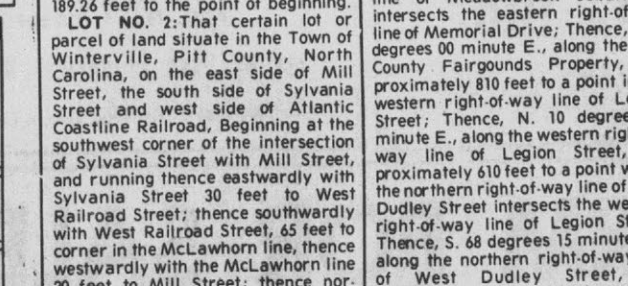 189.26 feet to the point of beginning.
LOT NO. 2:That certain lot or
parcel of land situate in the Town of
Winterville, Pitt County, North
Carolina, on the east side of Mill
Street, the south side of Sylvania
Street and west side of Atlantic
Coastline Railroad, Beginning at the
southwest corner of the intersection
of Sylvania Street with Mill Street,
and running thence eastwardly with
Sylvania Street 30 feet to West
Railroad Street; thence southwardly
with West Railroad Street, 65 feet to
corner in the McLawhorn line, thence
westwardly with the McLawhorn line
feet to Mill Street; thence nor-
intersects the eastern right-of
line of Memorial Drive; Thence,
degrees 00 minute E., along the
County Fairgounds Property,
proximately 810 feet to a point i
western right-of-way line of L
Street; Thence, N. 10 degree
minute E., along the western rig
way line of Legion Street,
proximately 610 feet to a point w
the northern right-of-way line of
Dudley Street intersects the we
right-of-way line of Legion S
Thence, S. 68 degrees 15 minute
along the northern right-of-way
of West Dudley Street,